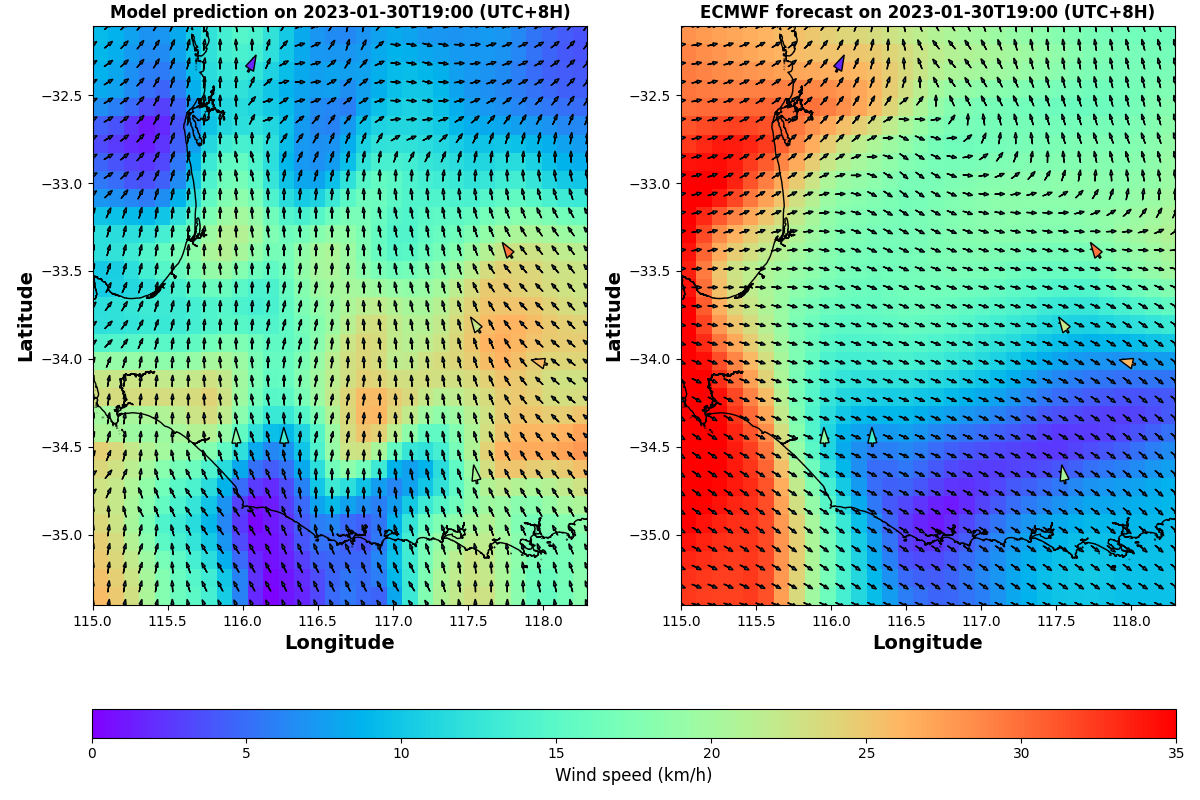 Model prediction on 2023-01-30T19:00 (UTC+8H)
ECMWF forecast on 2023-01-30T19:00 (UTC+8H)
−32.5
−33.0
−33.5
−34.0
−34.5
−35.0
Latitude
115.0 115.5 116.0 116.5 117.0 117.5 118.0
Longitude
−32.5
−33.0
−33.5
−34.0
−34.5
−35.0
Latitude
115.0 115.5 116.0 116.5 117.0 117.5 118.0
Longitude
0 5 10 15 20 25 30 35
Wind speed (km/h)